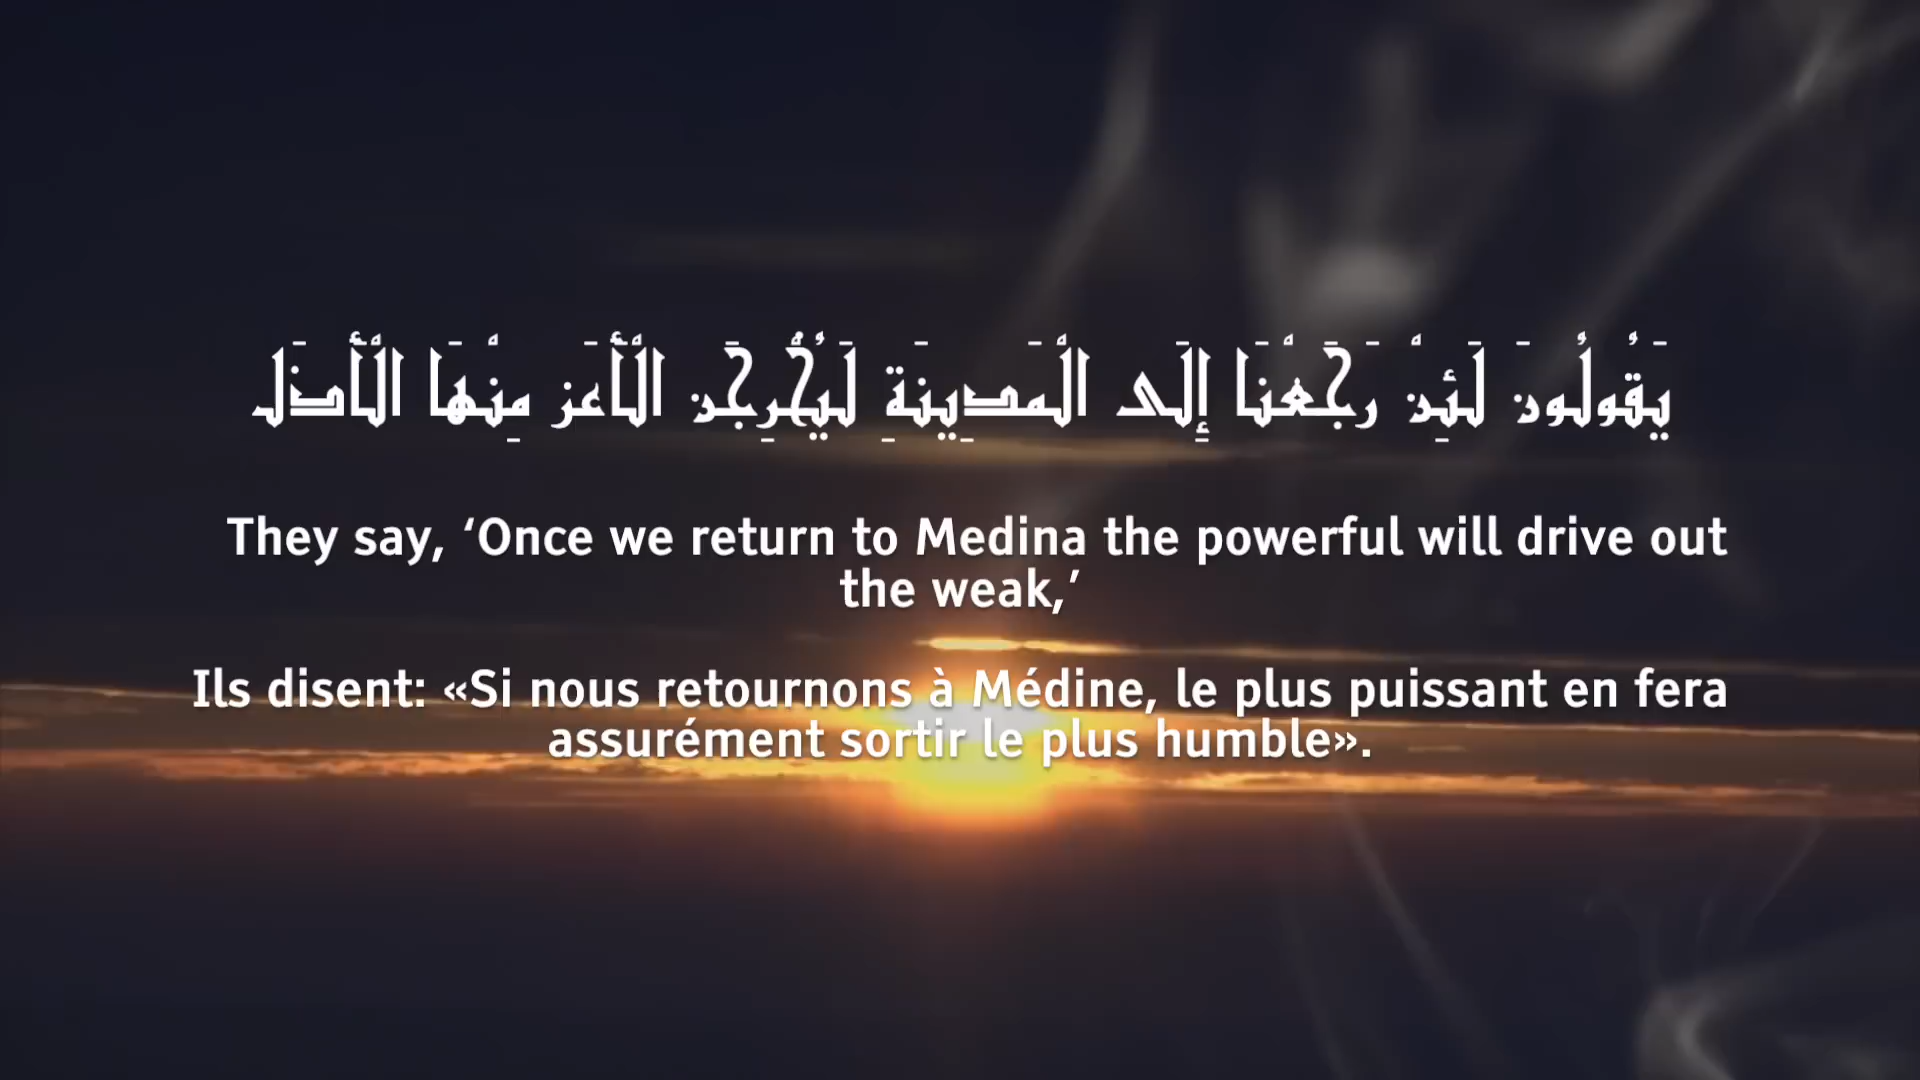 يَقُولُونَ لَئِنْ رَجَعْنَا إِلَى الْمَدِينَةِ لَيُخْرِجَن الْأَعَز مِنْهَا الْأَذَل
They say, ‘Once we return to Medina the powerful will drive out
the weak,’
Ils disent: «Si nous retournons à Médine, le plus puissant en fera
assurément sortir le plus humble».